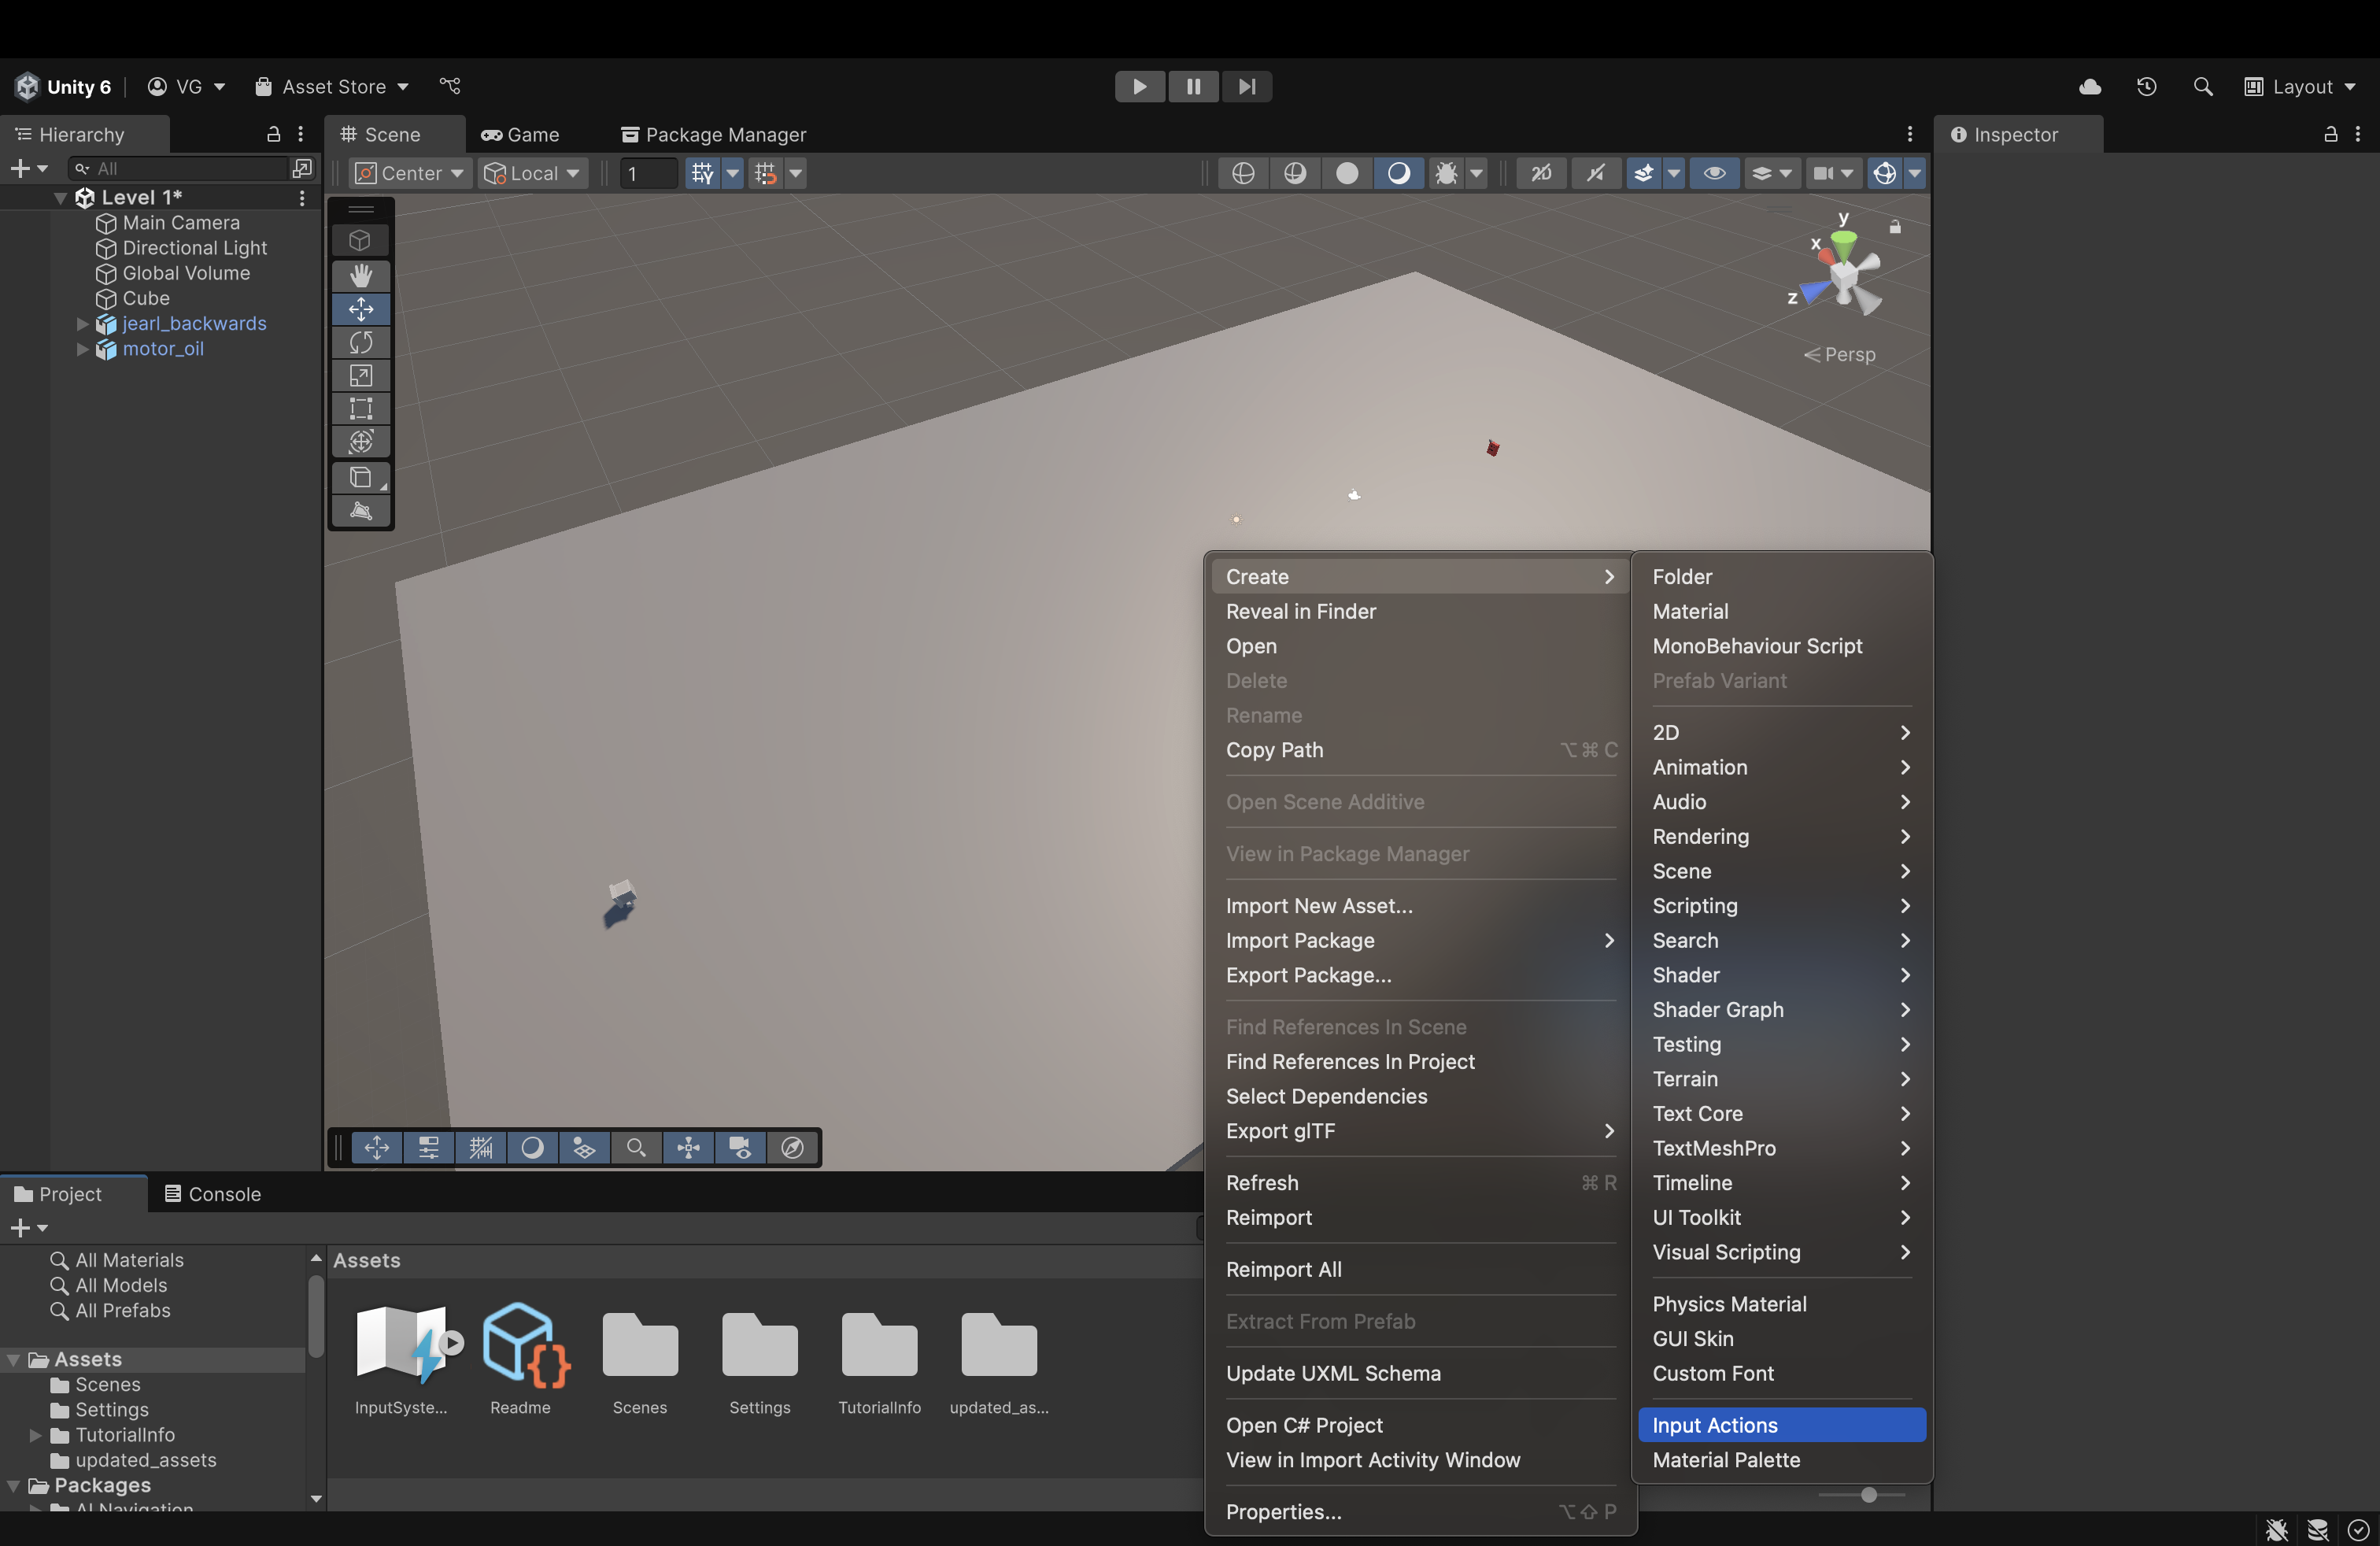 Unity 6
VG
Asset Store
Layout
Hierarchy
Scene
Game
Package Manager
Inspector
All
Center
Local
1
2D
Level 1*
Main Camera
Directional Light
Global Volume
Cube
jearl_backwards
motor_oil
y
x
z
Persp
Create
Reveal in Finder
Open
Delete
Rename
Copy Path ⌥⌘C
Open Scene Additive
View in Package Manager
Import New Asset...
Import Package
Export Package...
Find References In Scene
Find References In Project
Select Dependencies
Export glTF
Refresh ⌘R
Reimport
Reimport All
Extract From Prefab
Update UXML Schema
Open C# Project
View in Import Activity Window
Properties... ⌥⇧P
Folder
Material
MonoBehaviour Script
Prefab Variant
2D
Animation
Audio
Rendering
Scene
Scripting
Search
Shader
Shader Graph
Testing
Terrain
Text Core
TextMeshPro
Timeline
UI Toolkit
Visual Scripting
Physics Material
GUI Skin
Custom Font
Input Actions
Material Palette
Project
Console
All Materials
All Models
All Prefabs
Assets
Scenes
Settings
TutorialInfo
updated_assets
Packages
AI Navigation
Assets
InputSyste...
Readme
Scenes
Settings
TutorialInfo
updated_as...